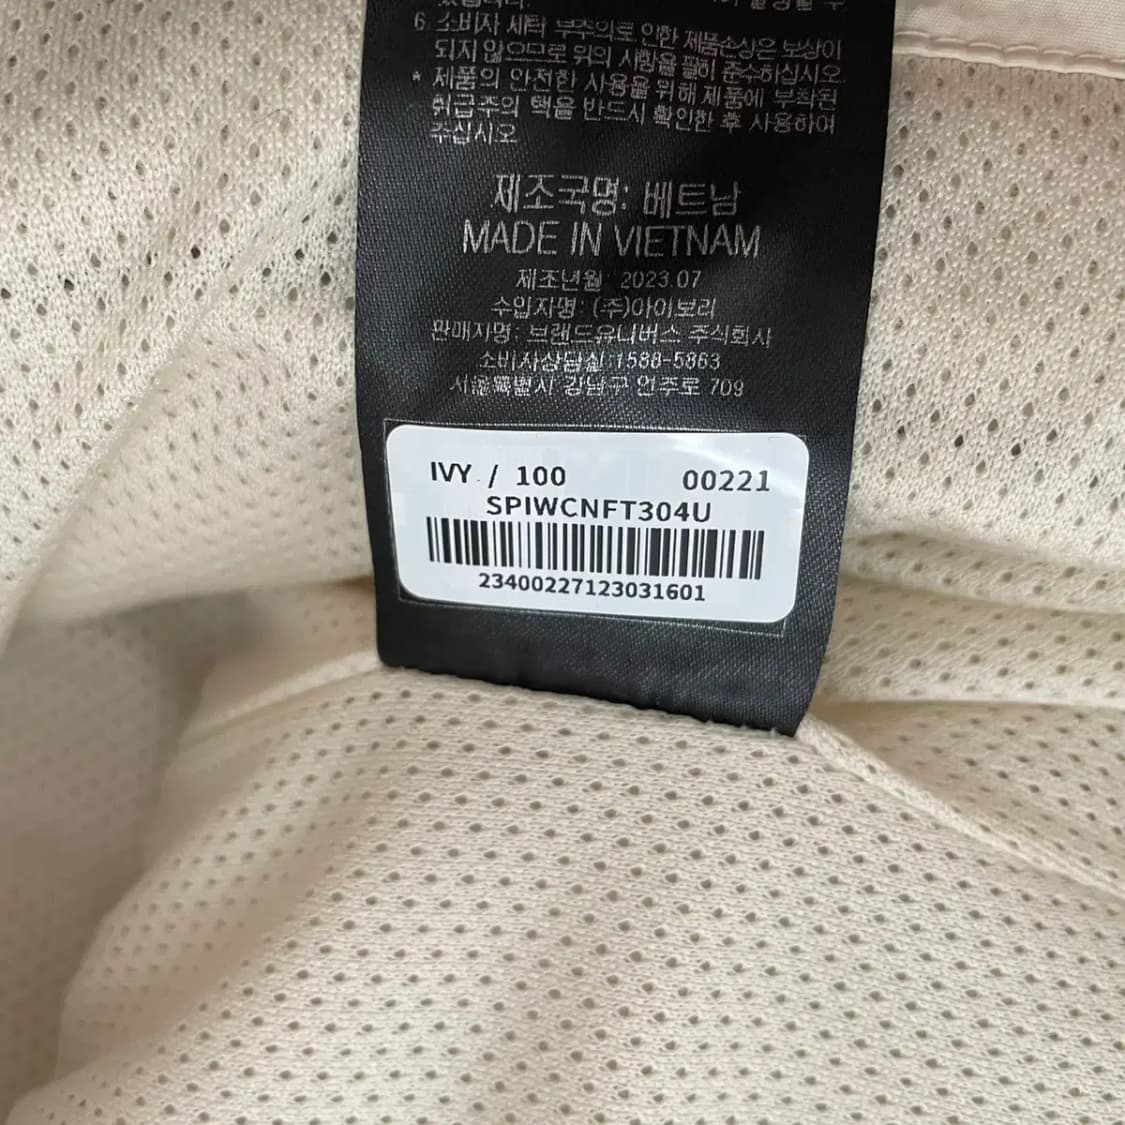 6. 소비자 세탁 부주의로 인한 제품손상은 보상이
되지 않으므로 위의 사항을 필히 준수하십시오.
* 제품의 안전한 사용을 위해 제품에 부착된
취급주의 택을 반드시 확인한 후 사용하여
주십시오
제조국명: 베트남
MADE IN VIETNAM
제조년월: 2023.07
수입자명: (주)아이보리
판매자명: 브랜드유니버스 주식회사
소비자상담실:1588-5863
서울특별시 강남구 언주로 709
IVY / 100 00221
SPIWCNFT304U
23400227123031601